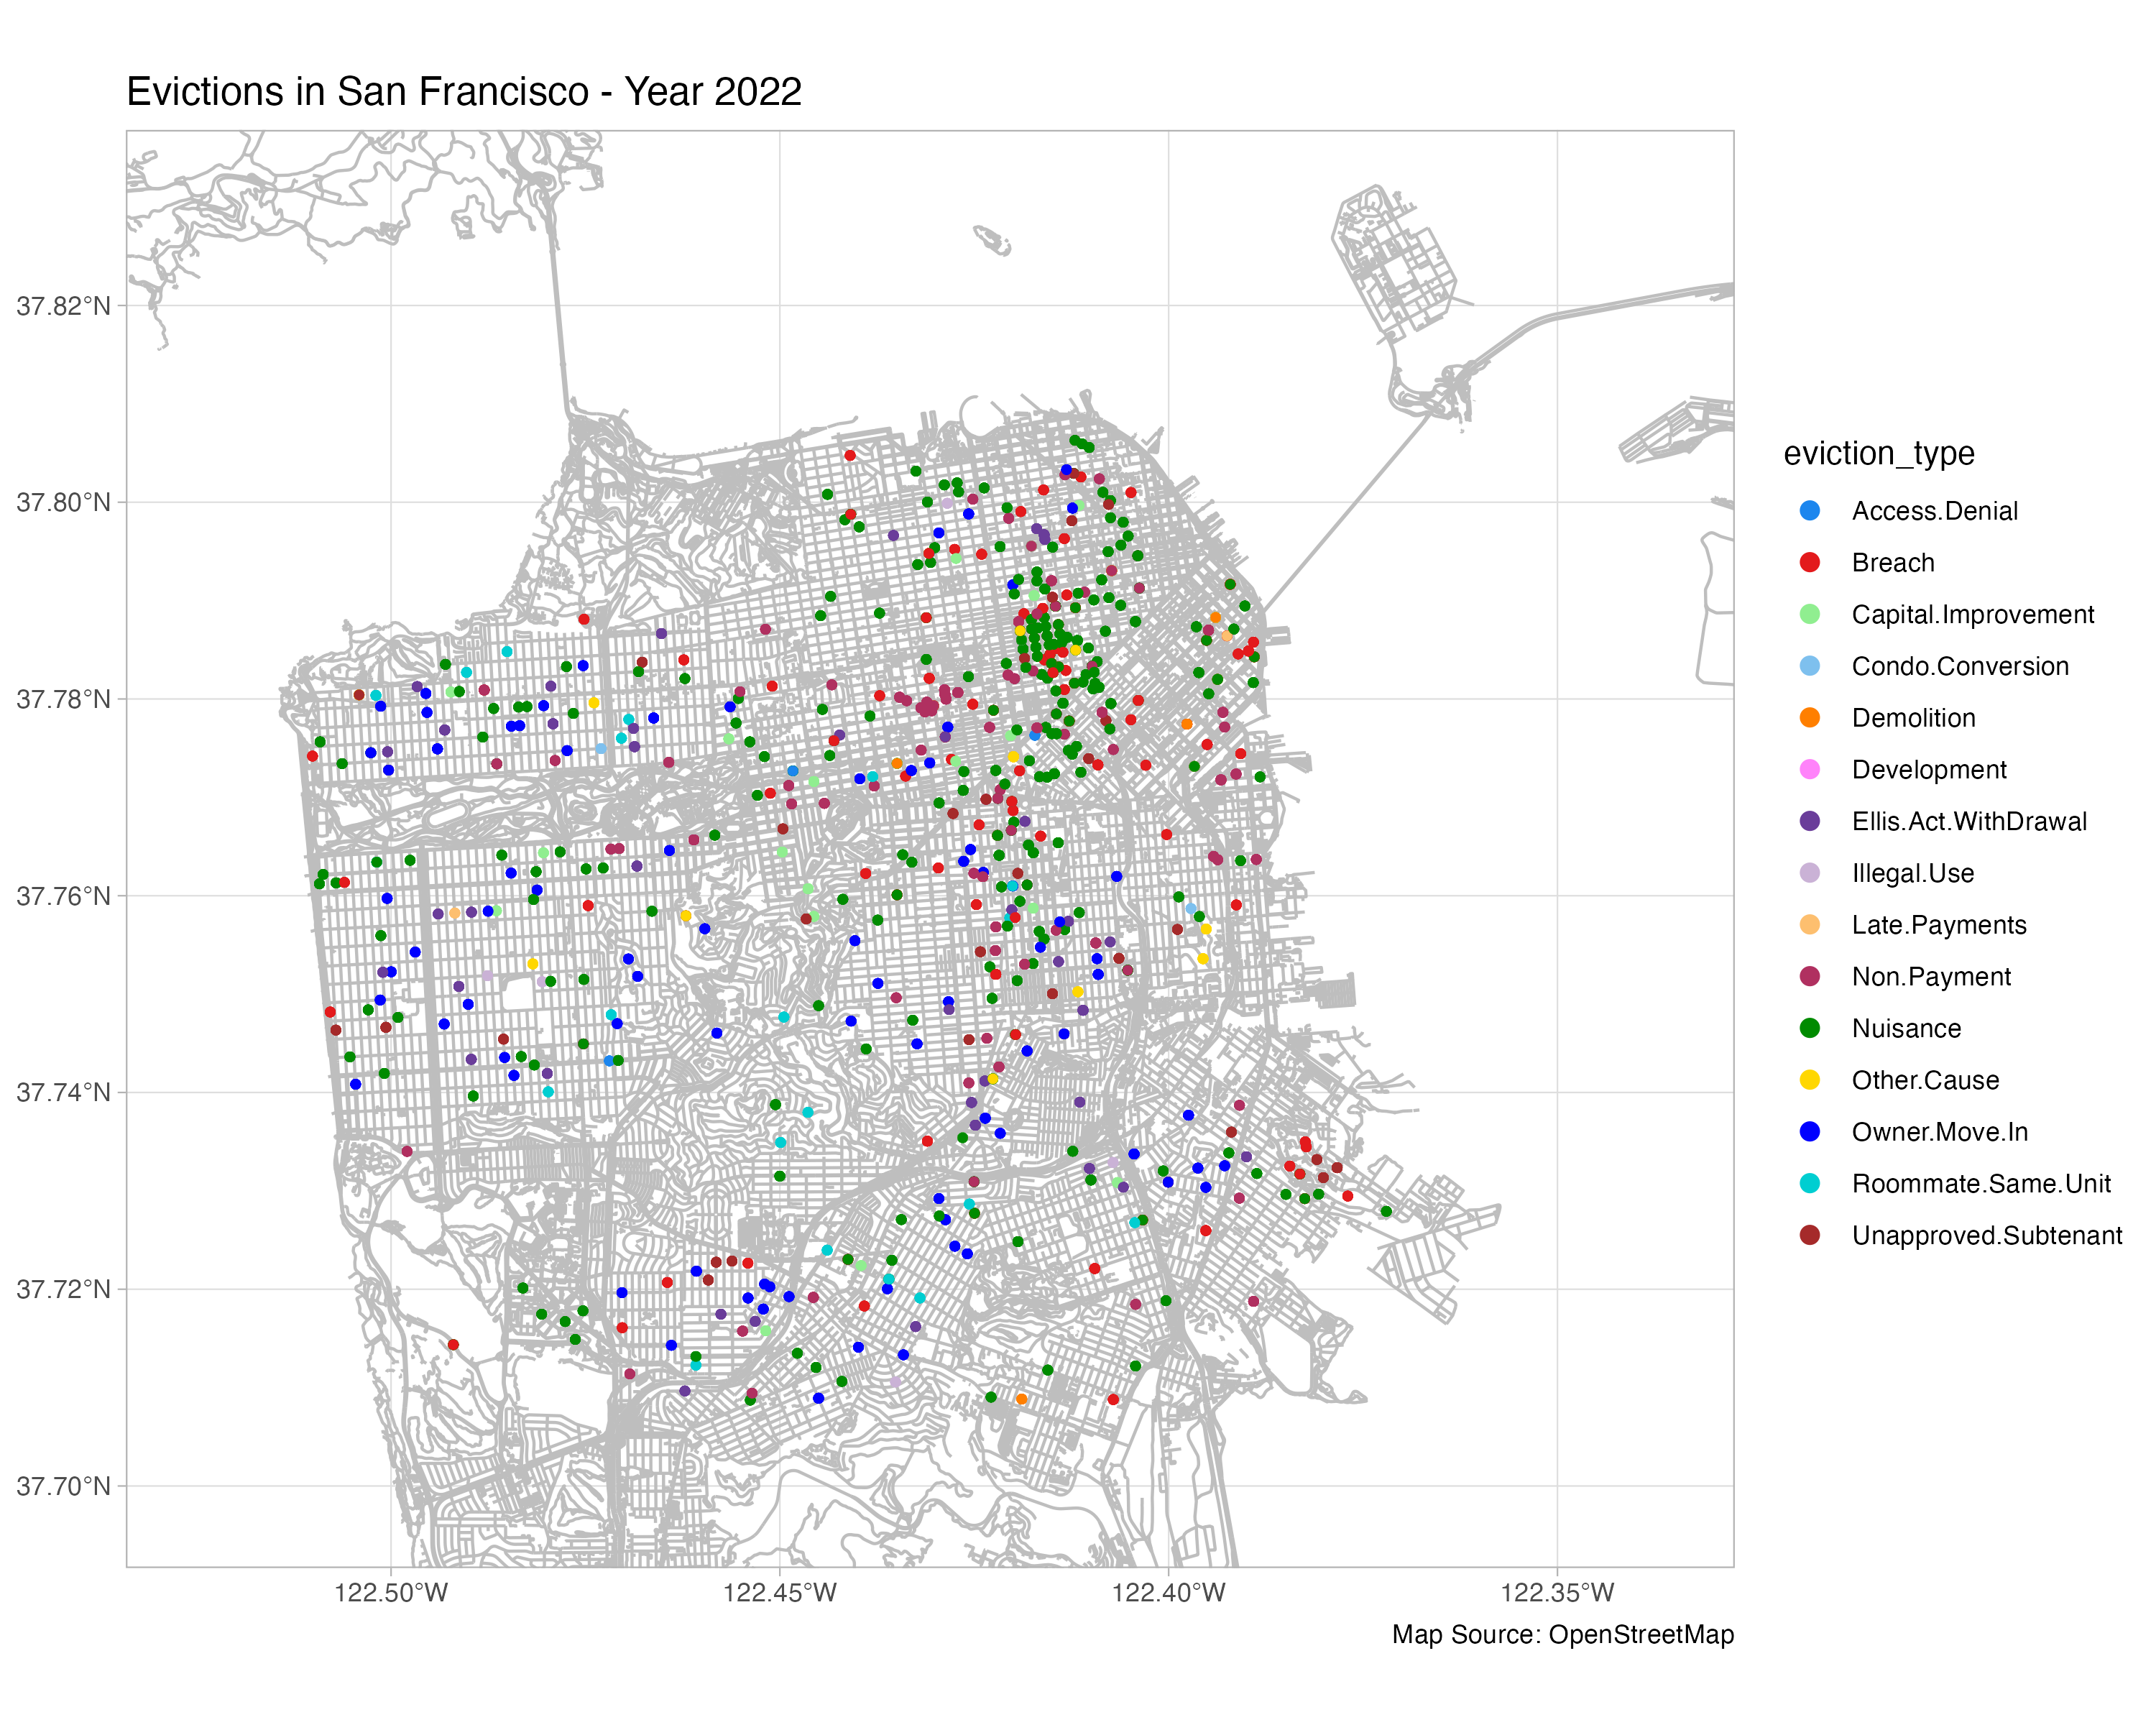 Evictions in San Francisco - Year 2022
37.82°N
37.80°N
37.78°N
37.76°N
37.74°N
37.72°N
37.70°N
122.50°W
122.45°W
122.40°W
122.35°W
Map Source: OpenStreetMap
eviction_type
Access.Denial
Breach
Capital.Improvement
Condo.Conversion
Demolition
Development
Ellis.Act.WithDrawal
Illegal.Use
Late.Payments
Non.Payment
Nuisance
Other.Cause
Owner.Move.In
Roommate.Same.Unit
Unapproved.Subtenant